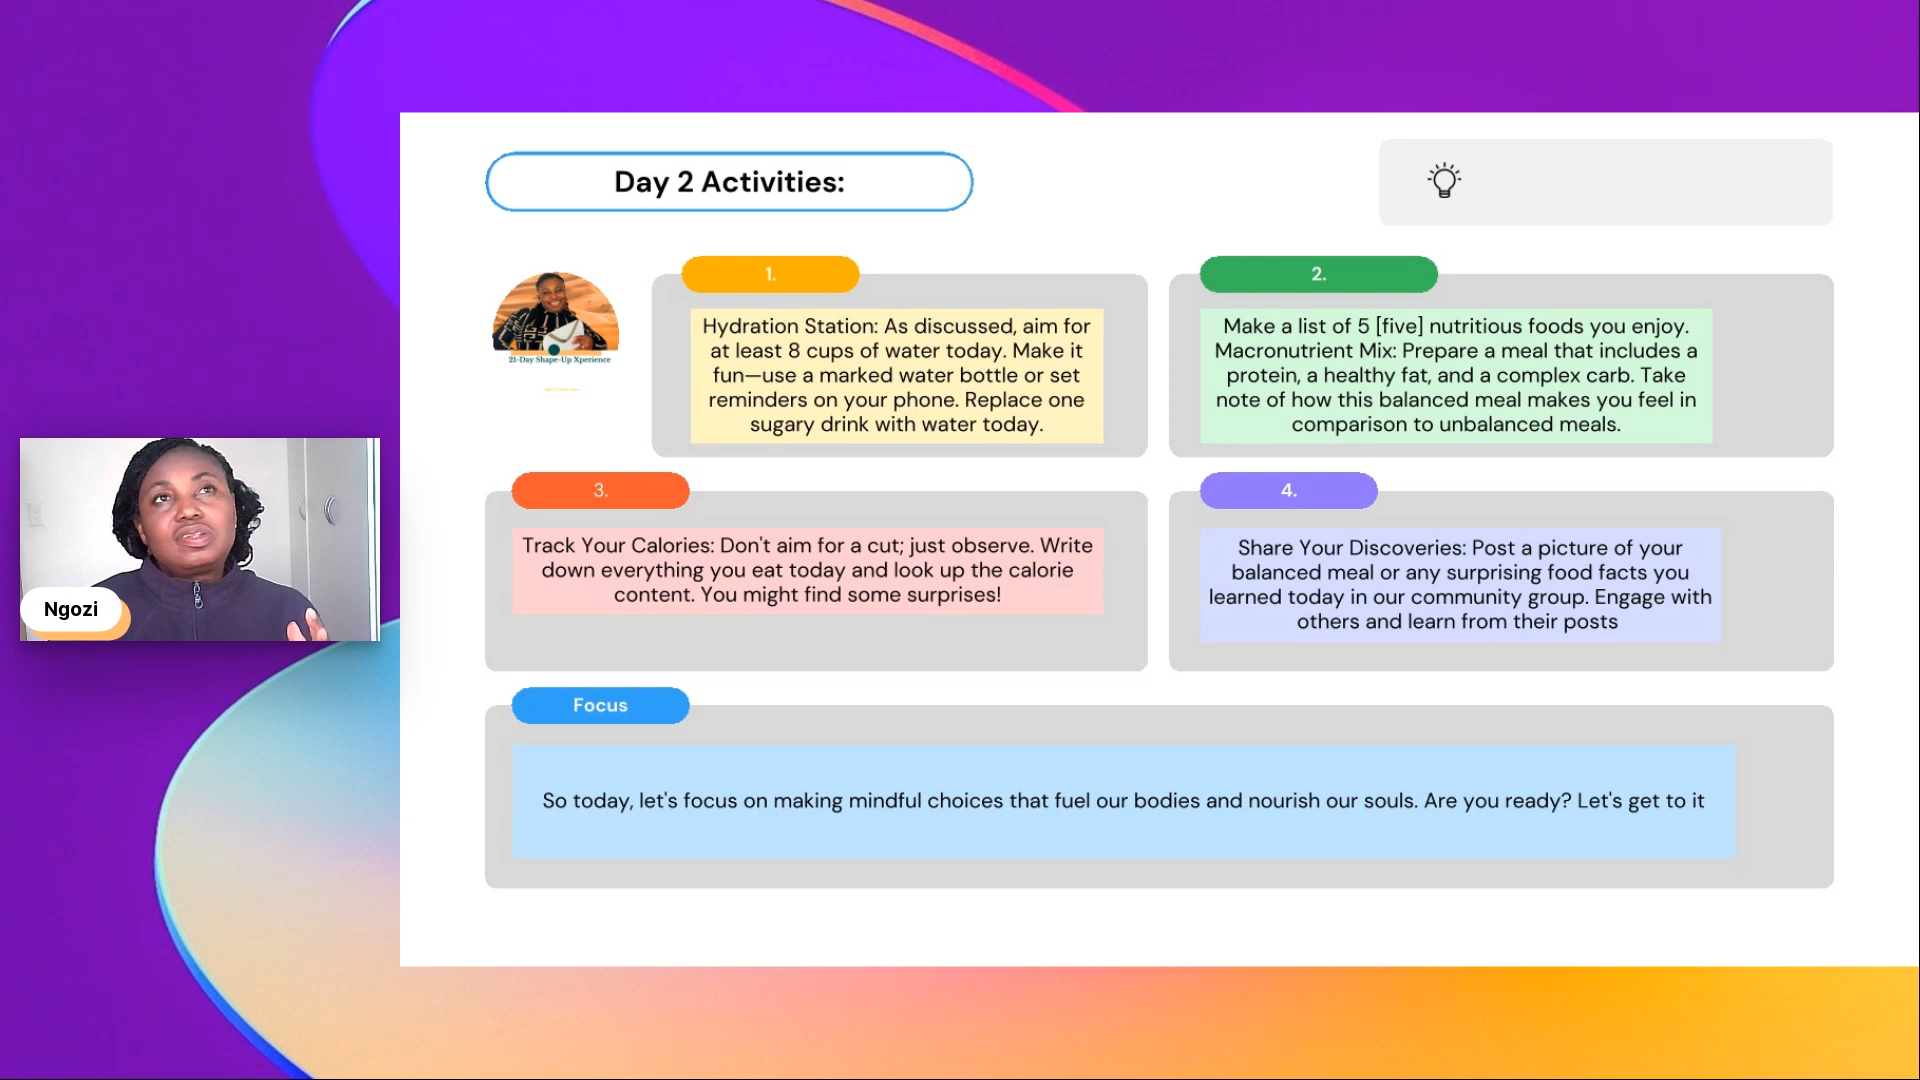 Day 2 Activities:
1.
Hydration Station: As discussed, aim for
at least 8 cups of water today. Make it
fun—use a marked water bottle or set
reminders on your phone. Replace one
sugary drink with water today.
2.
Make a list of 5 [five] nutritious foods you enjoy.
Macronutrient Mix: Prepare a meal that includes a
protein, a healthy fat, and a complex carb. Take
note of how this balanced meal makes you feel in
comparison to unbalanced meals.
21-Day Shape-Up Xperience
3.
Track Your Calories: Don't aim for a cut; just observe. Write
down everything you eat today and look up the calorie
content. You might find some surprises!
4.
Share Your Discoveries: Post a picture of your
balanced meal or any surprising food facts you
learned today in our community group. Engage with
others and learn from their posts
Ngozi
Focus
So today, let's focus on making mindful choices that fuel our bodies and nourish our souls. Are you ready? Let's get to it